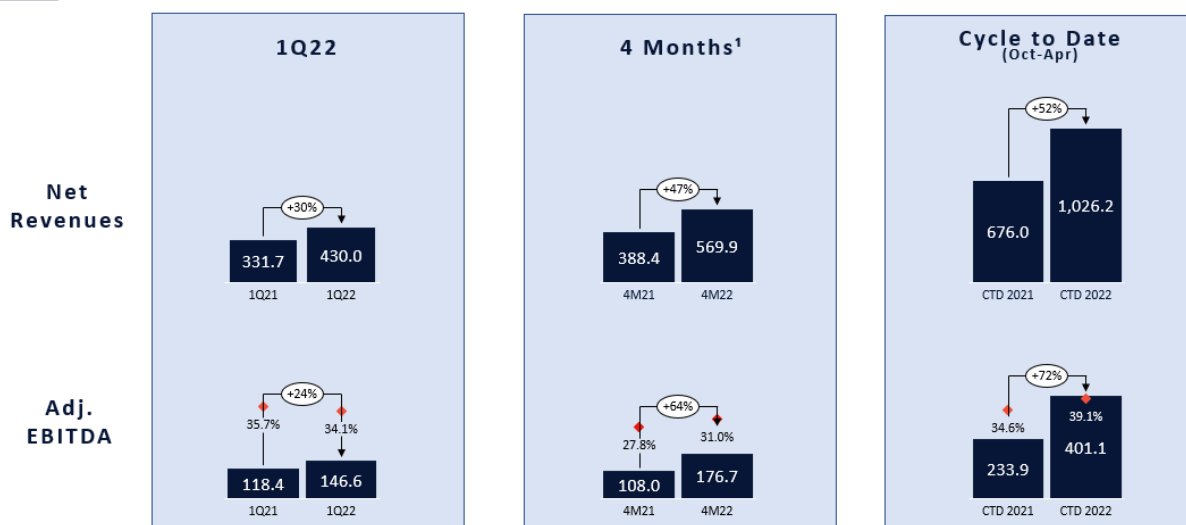 1Q22
4 Months¹
Cycle to Date
(Oct-Apr)
Net
Revenues
+30%
331.7
430.0
1Q21
1Q22
+47%
388.4
569.9
4M21
4M22
+52%
676.0
1,026.2
CTD 2021
CTD 2022
Adj.
EBITDA
+24%
35.7%
34.1%
118.4
146.6
1Q21
1Q22
+64%
27.8%
31.0%
108.0
176.7
4M21
4M22
+72%
34.6%
39.1%
233.9
401.1
CTD 2021
CTD 2022